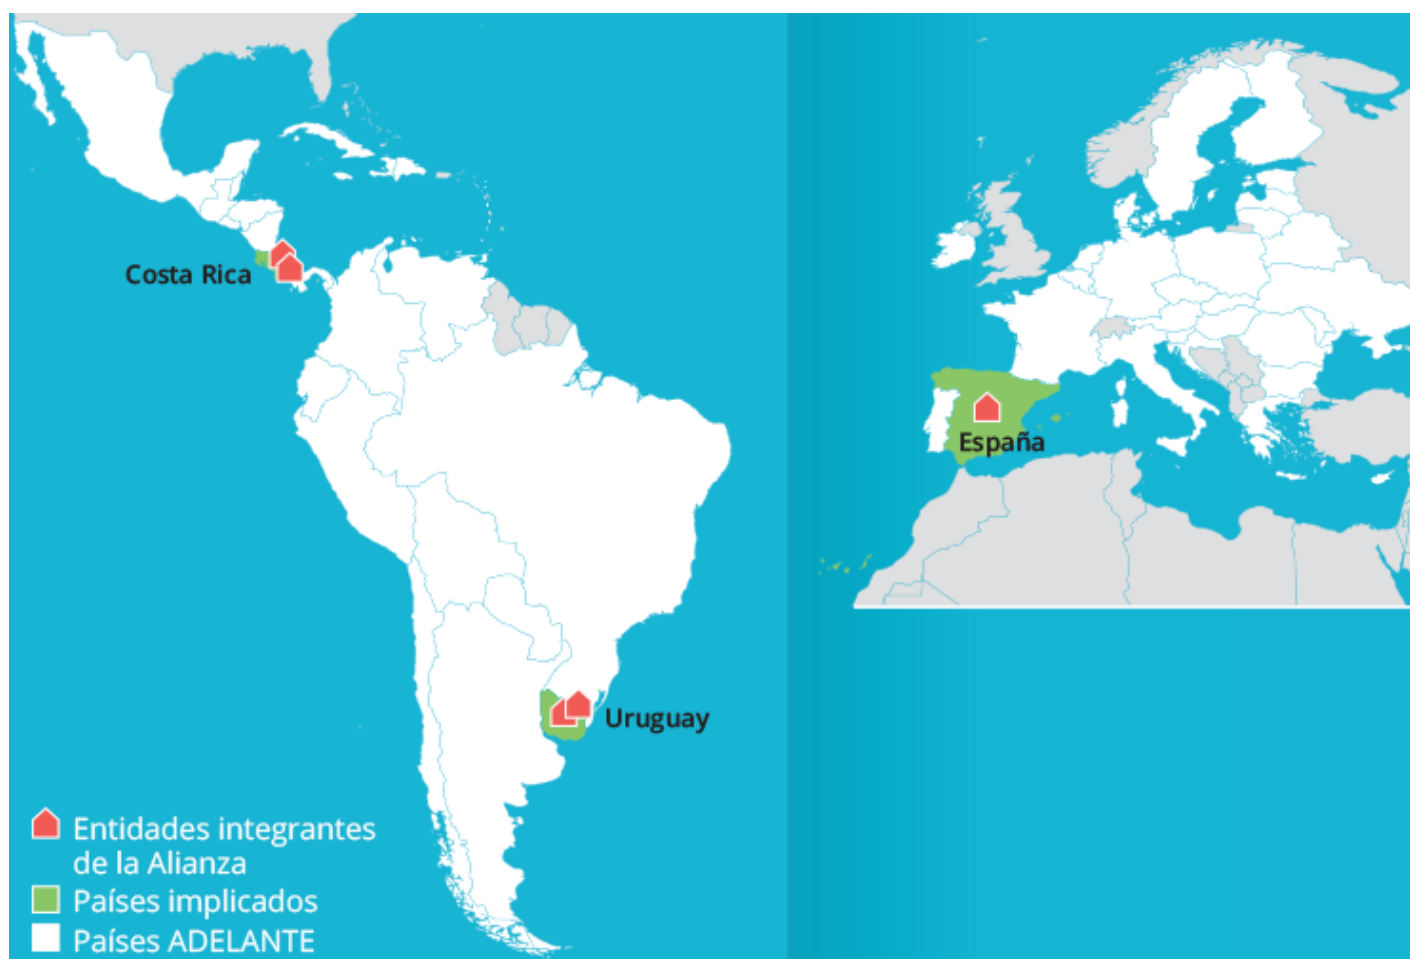 Costa Rica
España
Uruguay
Entidades integrantes
de la Alianza
Países implicados
Países ADELANTE